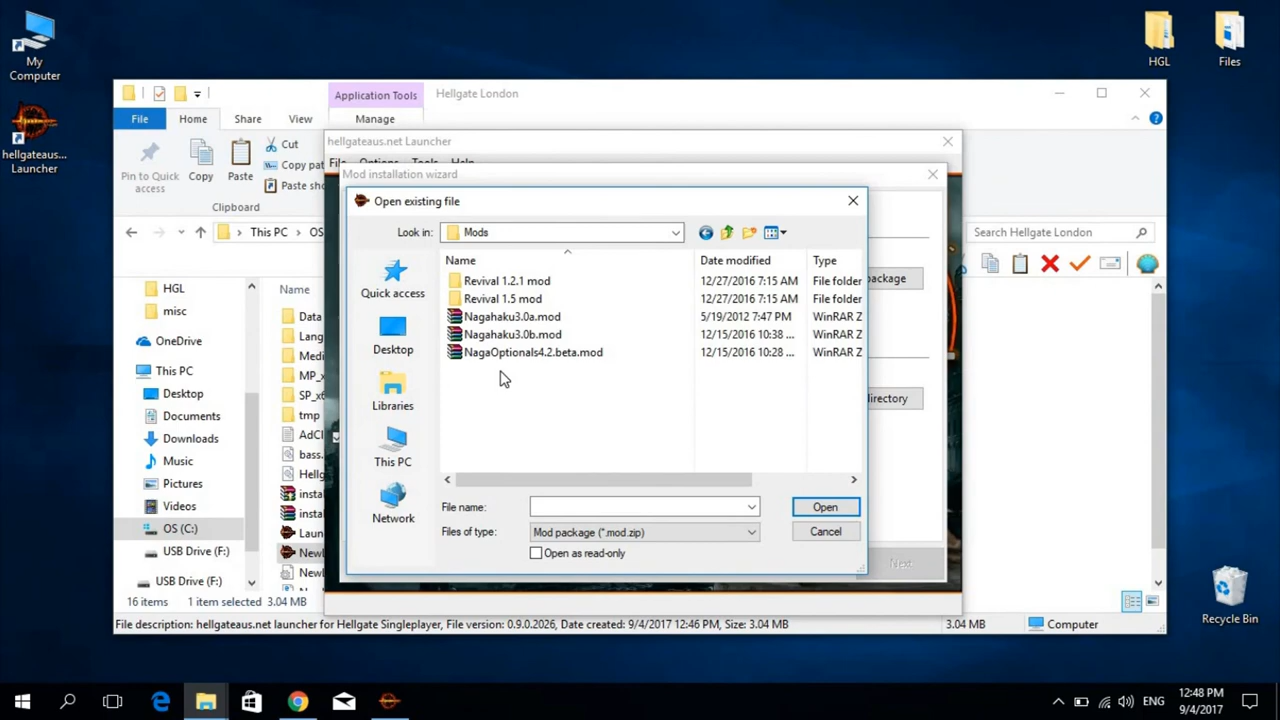 My
Computer
hellgateaus...
Launcher
HGL
Files
Recycle Bin
Application Tools
Hellgate London
File
Home
Share
View
Manage
Pin to Quick
access
Copy
Paste
Cut
Copy pat
Paste sho
Clipboard
This PC
OS
Search Hellgate London
HGL
misc
OneDrive
This PC
Desktop
Documents
Downloads
Music
Pictures
Videos
OS (C:)
USB Drive (F:)
USB Drive (F:)
Name
Data
Lang
MP_x
SP_x6
tmp
AdCl
bass.
Hellg
instal
instal
Laun
NewL
NewL
16 items
1 item selected 3.04 MB
File description: hellgateaus.net launcher for Hellgate Singleplayer, File version: 0.9.0.2026, Date created: 9/4/2017 12:46 PM, Size: 3.04 MB
3.04 MB
Computer
hellgateaus.net Launcher
File Options Tools Help
Mod installation wizard
ackage
irectory
Next
Open existing file
Look in:
Mods
Quick access
Desktop
Libraries
This PC
Network
Name
Date modified
Type
Revival 1.2.1 mod
12/27/2016 7:15 AM
File folder
Revival 1.5 mod
12/27/2016 7:15 AM
File folder
Nagahaku3.0a.mod
5/19/2012 7:47 PM
WinRAR Z
Nagahaku3.0b.mod
12/15/2016 10:38 ...
WinRAR Z
NagaOptionals4.2.beta.mod
12/15/2016 10:28 ...
WinRAR Z
File name:
Open
Files of type:
Mod package (*.mod.zip)
Cancel
Open as read-only
ENG
12:48 PM
9/4/2017